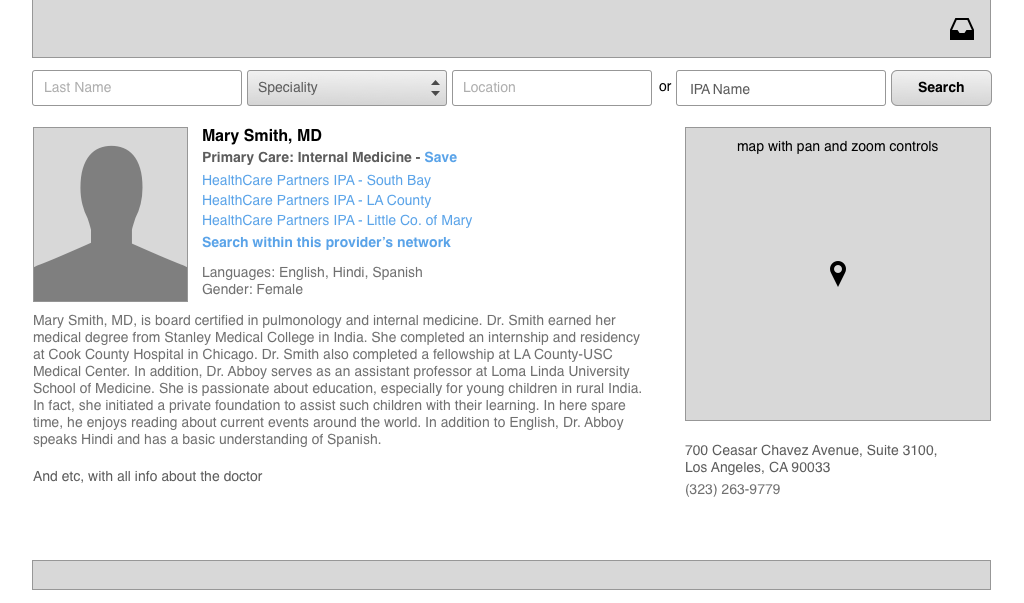 Last Name
Speciality
Location
or
IPA Name
Search
Mary Smith, MD
Primary Care: Internal Medicine - Save
HealthCare Partners IPA - South Bay
HealthCare Partners IPA - LA County
HealthCare Partners IPA - Little Co. of Mary
Search within this provider’s network
Languages: English, Hindi, Spanish
Gender: Female
Mary Smith, MD, is board certified in pulmonology and internal medicine. Dr. Smith earned her
medical degree from Stanley Medical College in India. She completed an internship and residency
at Cook County Hospital in Chicago. Dr. Smith also completed a fellowship at LA County-USC
Medical Center. In addition, Dr. Abboy serves as an assistant professor at Loma Linda University
School of Medicine. She is passionate about education, especially for young children in rural India.
In fact, she initiated a private foundation to assist such children with their learning. In here spare
time, he enjoys reading about current events around the world. In addition to English, Dr. Abboy
speaks Hindi and has a basic understanding of Spanish.
And etc, with all info about the doctor
map with pan and zoom controls
700 Ceasar Chavez Avenue, Suite 3100,
Los Angeles, CA 90033
(323) 263-9779